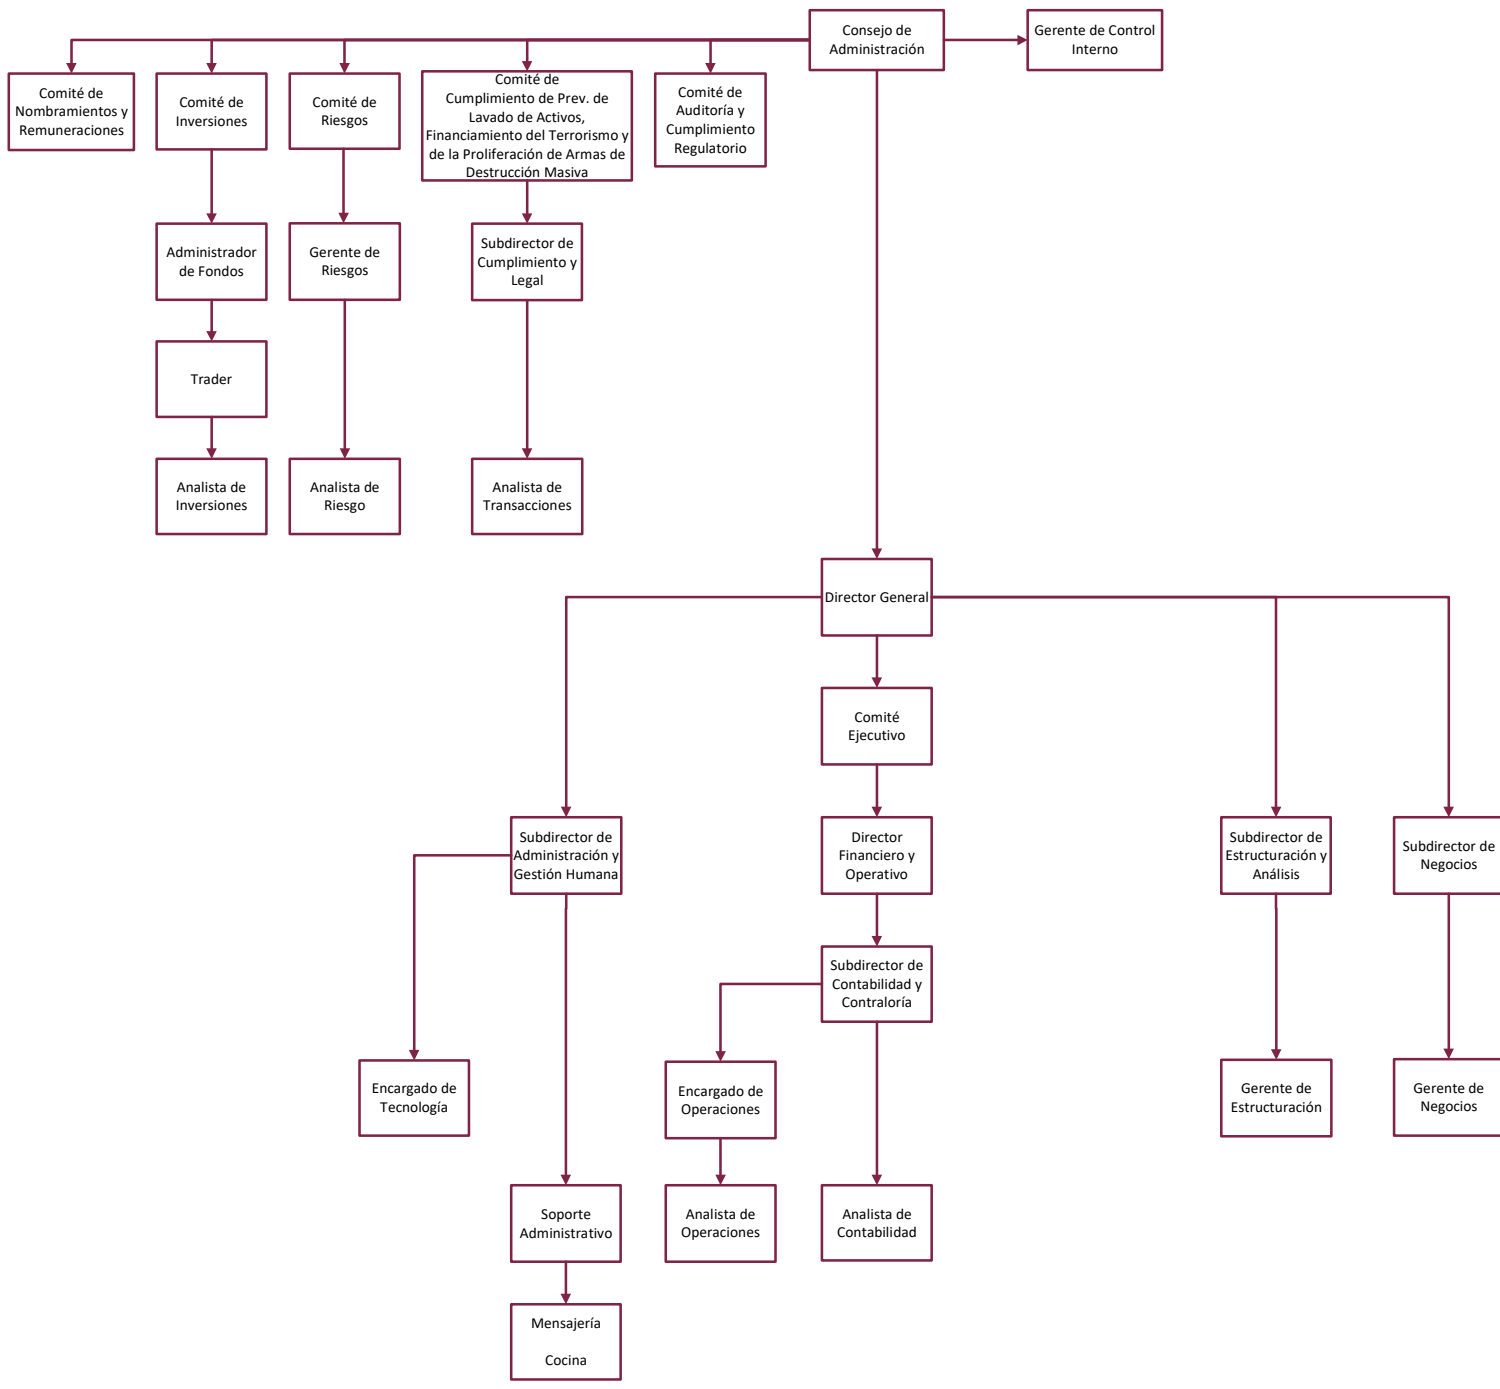 Consejo de
Administración
Gerente de Control
Interno
Comité de
Nombramientos y
Remuneraciones
Comité de
Inversiones
Comité de
Riesgos
Comité de
Cumplimiento de Prev. de
Lavado de Activos,
Financiamiento del Terrorismo y
de la Proliferación de Armas de
Destrucción Masiva
Comité de
Auditoría y
Cumplimiento
Regulatorio
Administrador
de Fondos
Gerente de
Riesgos
Subdirector de
Cumplimiento y
Legal
Trader
Analista de
Inversiones
Analista de
Riesgo
Analista de
Transacciones
Director General
Comité
Ejecutivo
Subdirector de
Administración y
Gestión Humana
Director
Financiero y
Operativo
Subdirector de
Estructuración y
Análisis
Subdirector de
Negocios
Subdirector de
Contabilidad y
Contraloría
Encargado de
Tecnología
Encargado de
Operaciones
Gerente de
Estructuración
Gerente de
Negocios
Soporte
Administrativo
Analista de
Operaciones
Analista de
Contabilidad
Mensajería
Cocina